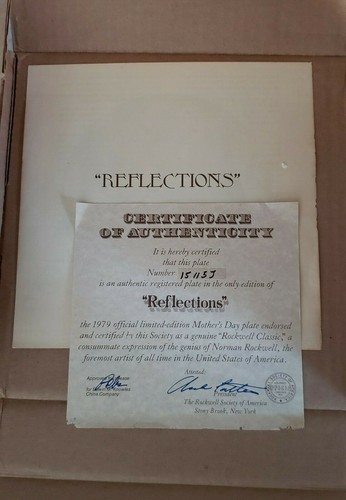 "REFLECTIONS"
CERTIFICATE
OF AUTHENTICITY
It is hereby certified
that this plate
Number 15115J
is an authentic registered plate in the only edition of
"Reflections"
the 1979 official limited-edition Mother's Day plate endorsed
and certified by this Society as a genuine "Rockwell Classic," a
consummate expression of the genius of Norman Rockwell, the
foremost artist of all time in the United States of America.
Attested:
President
The Rockwell Society of America
Stony Brook, New York
China Company